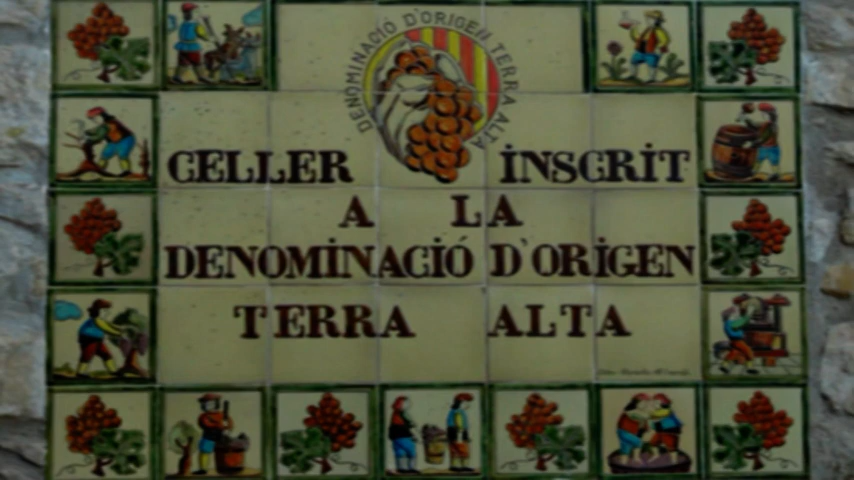 DENOMINACIÓ D'ORIGEN TERRA ALTA
CELLER INSCRIT
A LA
DENOMINACIÓ D'ORIGEN
TERRA ALTA